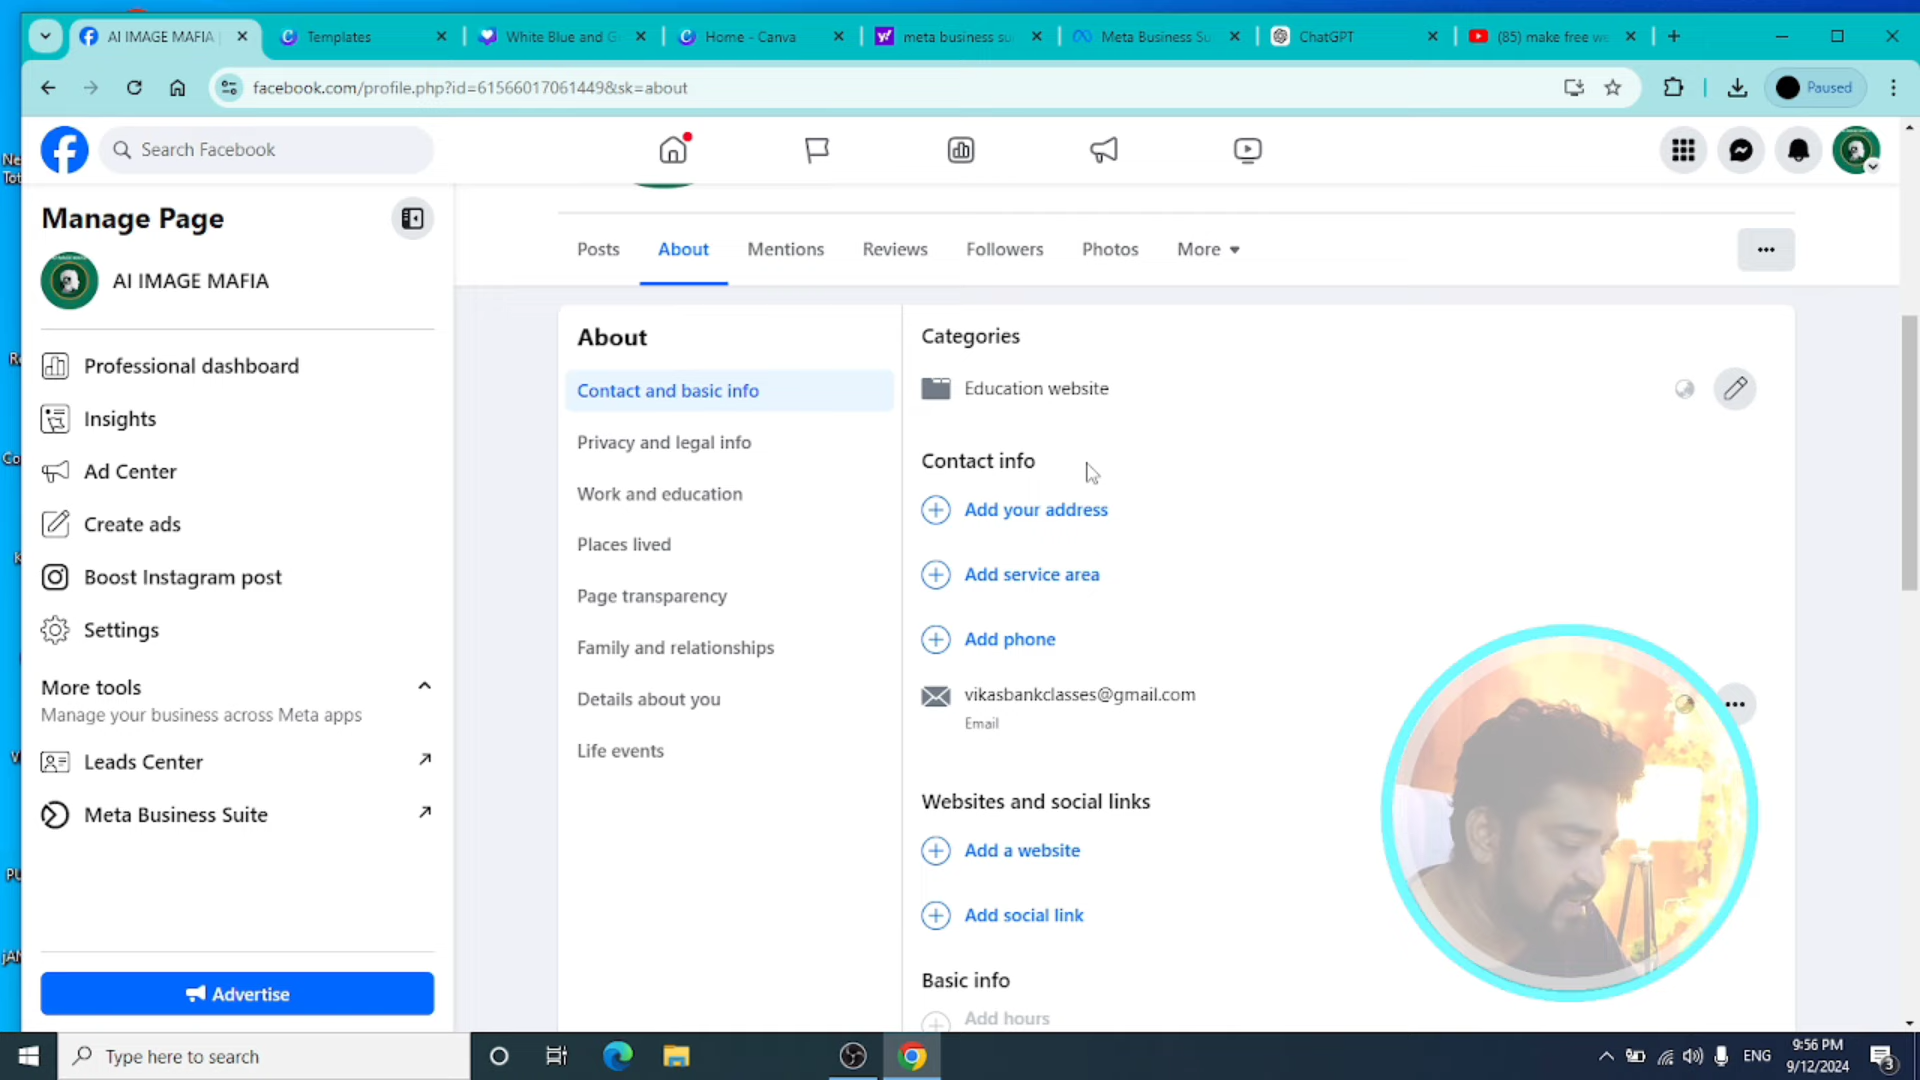 AI IMAGE MAFIA
Templates
White Blue and G
Home - Canva
meta business su
Meta Business Su
ChatGPT
(85) make free we
facebook.com/profile.php?id=61566017061449&sk=about
Paused
Search Facebook
Manage Page
AI IMAGE MAFIA
Professional dashboard
Insights
Ad Center
Create ads
Boost Instagram post
Settings
More tools
Manage your business across Meta apps
Leads Center
Meta Business Suite
Advertise
Posts
About
Mentions
Reviews
Followers
Photos
More
About
Contact and basic info
Privacy and legal info
Work and education
Places lived
Page transparency
Family and relationships
Details about you
Life events
Categories
Education website
Contact info
Add your address
Add service area
Add phone
vikasbankclasses@gmail.com
Email
Websites and social links
Add a website
Add social link
Basic info
Add hours
Type here to search
ENG
9:56 PM
9/12/2024
3